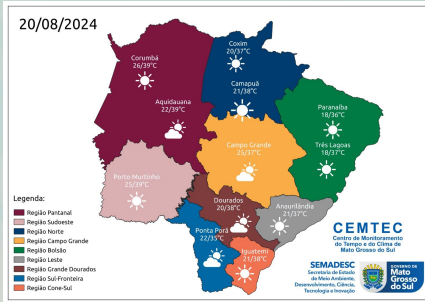 20/08/2024
Corumbá
26/39°C
Aquidauana
22/39°C
Coxim
20/37°C
Camapuã
21/38°C
Paranaíba
18/36°C
Três Lagoas
18/37°C
Campo Grande
25/37°C
Porto Murtinho
25/39°C
Dourados
20/38°C
Anaurilândia
21/37°C
Ponta Porã
22/35°C
Iguatemi
21/38°C
Legenda:
Região Pantanal
Região Sudoeste
Região Norte
Região Campo Grande
Região Bolsão
Região Leste
Região Grande Dourados
Região Sul-Fronteira
Região Cone-Sul
CEMTEC
Centro de Monitoramento
do Tempo e do Clima de
Mato Grosso do Sul
SEMADESC
Secretaria de Estado
de Meio Ambiente,
Desenvolvimento, Ciência,
Tecnologia e Inovação
GOVERNO DE
Mato
Grosso
do Sul